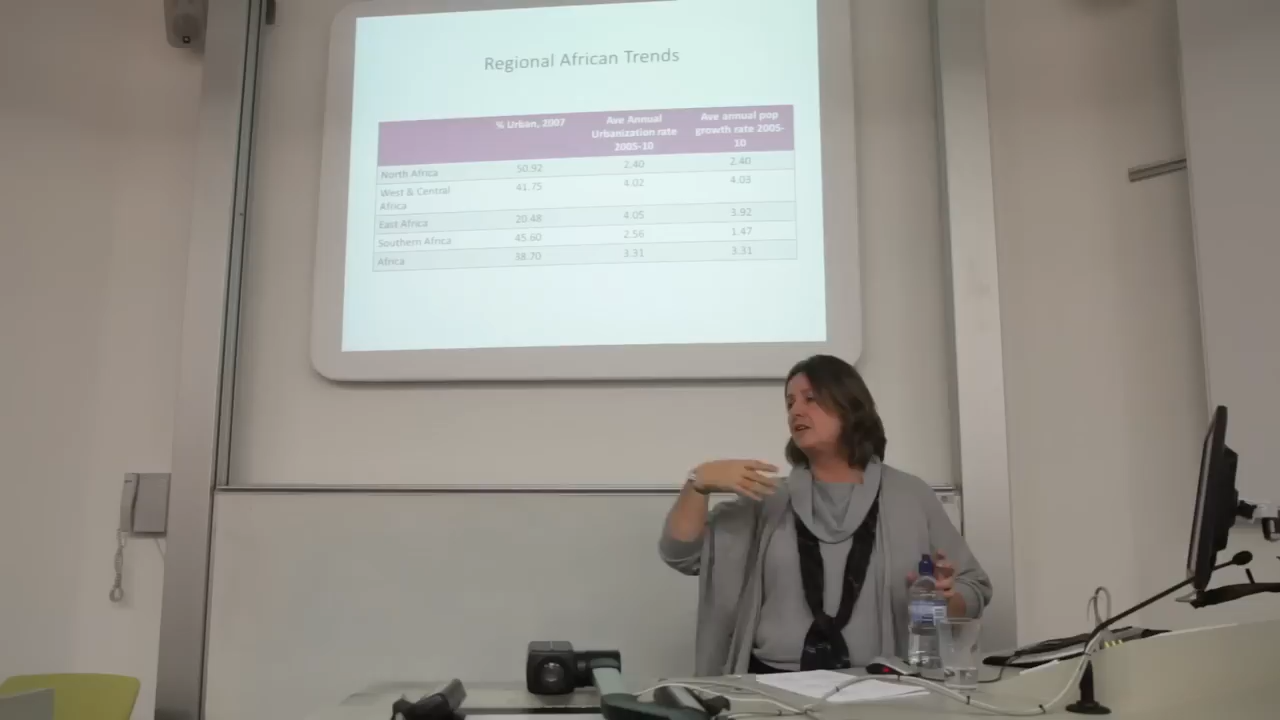 Regional African Trends
% Urban, 2007
Ave Annual
Urbanization rate
2005-10
Ave annual pop
growth rate 2005-
10
North Africa 50.92 2.40 2.40
West & Central
Africa 41.75 4.02 4.03
East Africa 20.48 4.05 3.92
Southern Africa 45.60 2.56 1.47
Africa 38.70 3.31 3.31